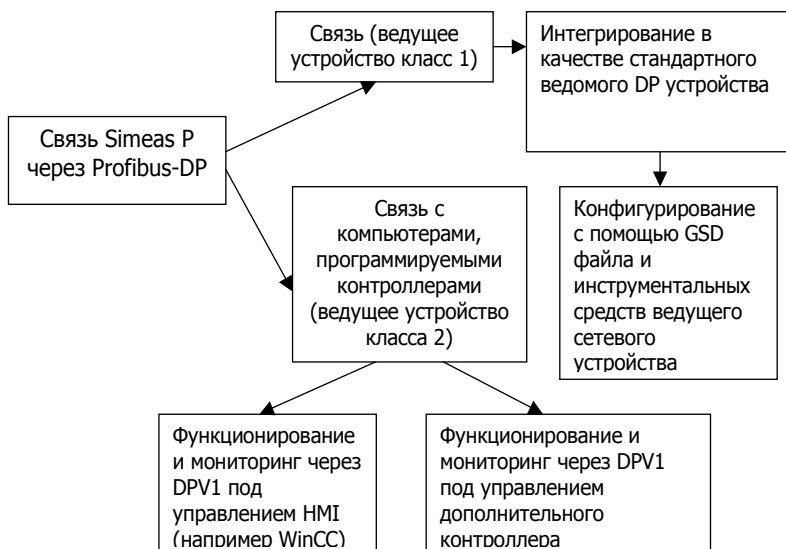 Связь (ведущее
устройство класс 1)
Интегрирование в
качестве стандартного
ведомого DP устройства
Связь Simeas P
через Profibus-DP
Связь с
компьютерами,
программируемыми
контроллерами
(ведущее устройство
класса 2)
Конфигурирование
с помощью GSD
файла и
инструментальных
средств ведущего
сетевого
устройства
Функционирование
и мониторинг через
DPV1 под
управлением HMI
(например WinCC)
Функционирование и
мониторинг через DPV1
под управлением
дополнительного
контроллера